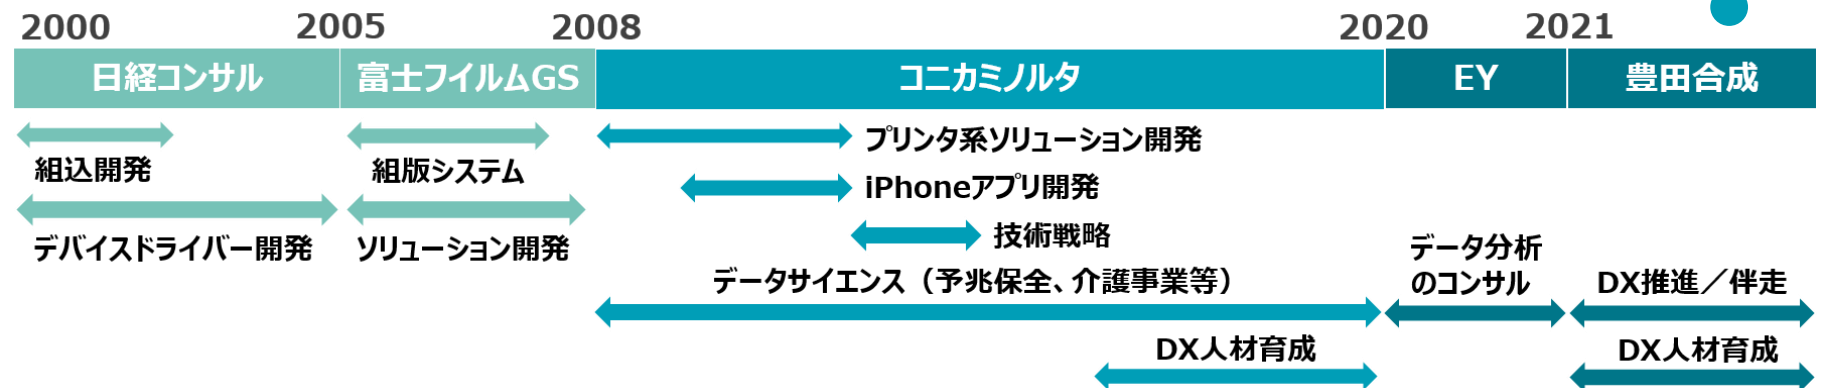 2000 2005 2008 2020 2021
日経コンサル 富士フイルムGS コニカミノルタ EY 豊田合成
プリンタ系ソリューション開発
組込開発 組版システム
iPhoneアプリ開発
技術戦略
デバイスドライバー開発 ソリューション開発
データ分析
のコンサル
データサイエンス（予兆保全、介護事業等）
DX推進／伴走
DX人材育成 DX人材育成